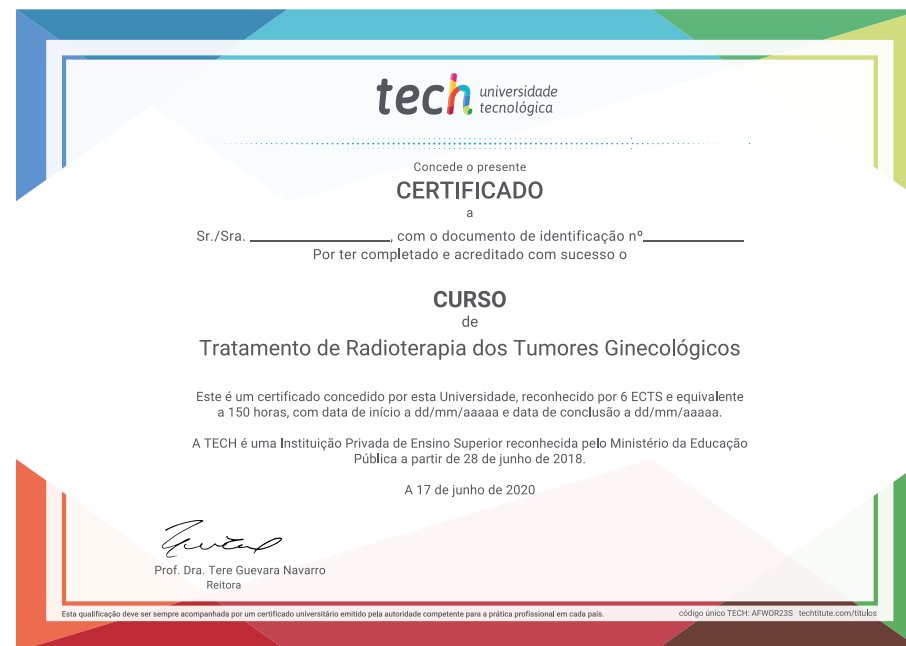 tech universidade
tecnológica
Concede o presente
CERTIFICADO
a
Sr./Sra. ____________________, com o documento de identificação nº______________
Por ter completado e acreditado com sucesso o
CURSO
de
Tratamento de Radioterapia dos Tumores Ginecológicos
Este é um certificado concedido por esta Universidade, reconhecido por 6 ECTS e equivalente
a 150 horas, com data de início a dd/mm/aaaaa e data de conclusão a dd/mm/aaaaa.
A TECH é uma Instituição Privada de Ensino Superior reconhecida pelo Ministério da Educação
Pública a partir de 28 de junho de 2018.
A 17 de junho de 2020
Prof. Dra. Tere Guevara Navarro
Reitora
Esta qualificação deve ser sempre acompanhada por um certificado universitário emitido pela autoridade competente para a prática profissional em cada país.
código único TECH: AFWOR23S techtitute.com/titulos